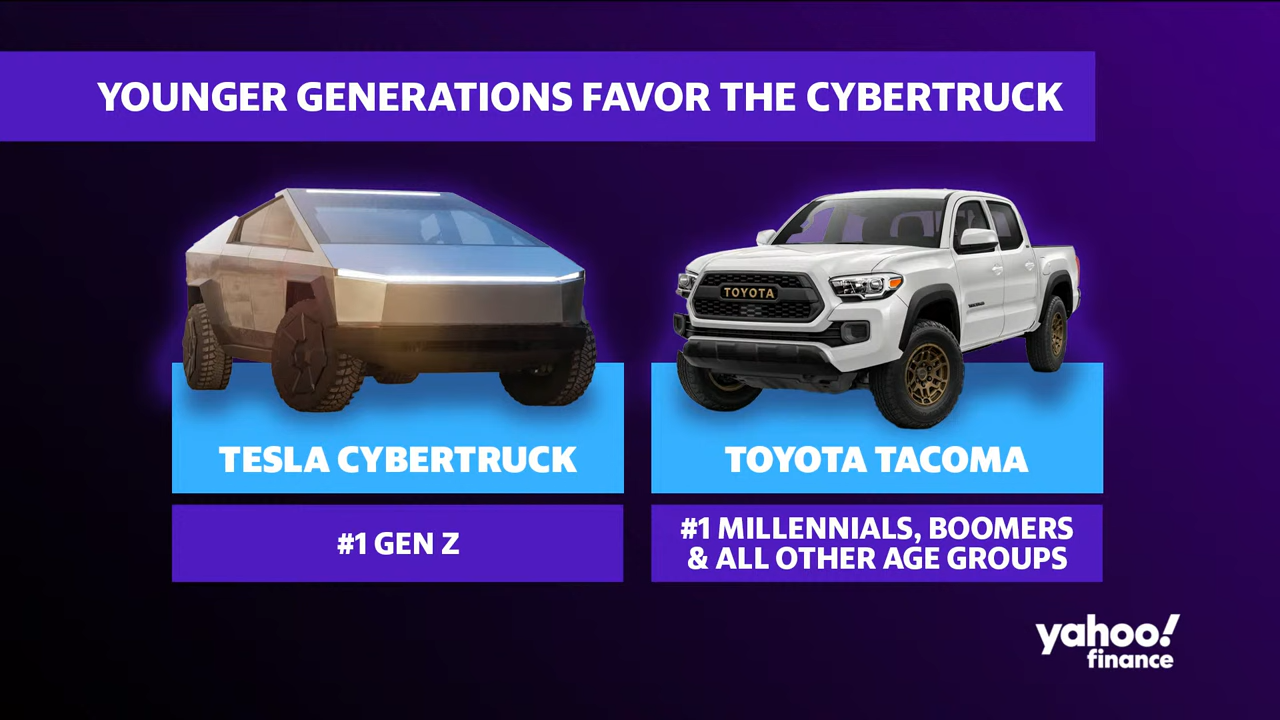 YOUNGER GENERATIONS FAVOR THE CYBERTRUCK
TOYOTA
TESLA CYBERTRUCK
TOYOTA TACOMA
#1 GEN Z
#1 MILLENNIALS, BOOMERS
& ALL OTHER AGE GROUPS
yahoo!
finance